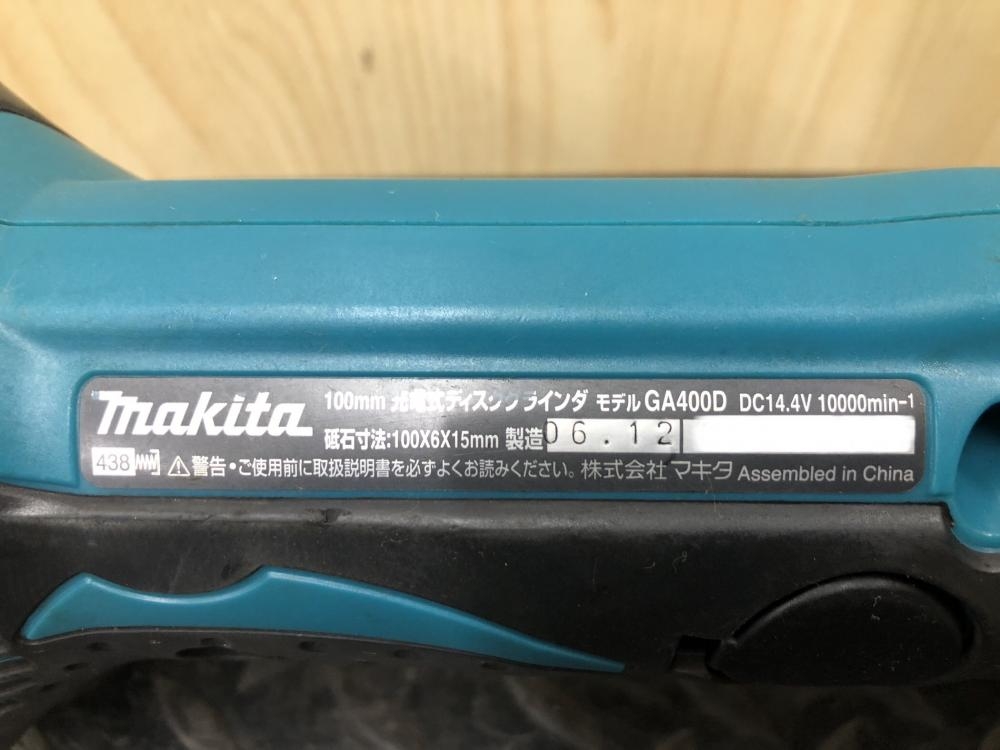 makita 100mm 充電式ディスクグラインダ モデル GA400D DC14.4V 10000min-1
砥石寸法:100X6X15mm 製造 06.12
438 警告・ご使用前に取扱説明書を必ずよくお読みください。株式会社マキタ Assembled in China